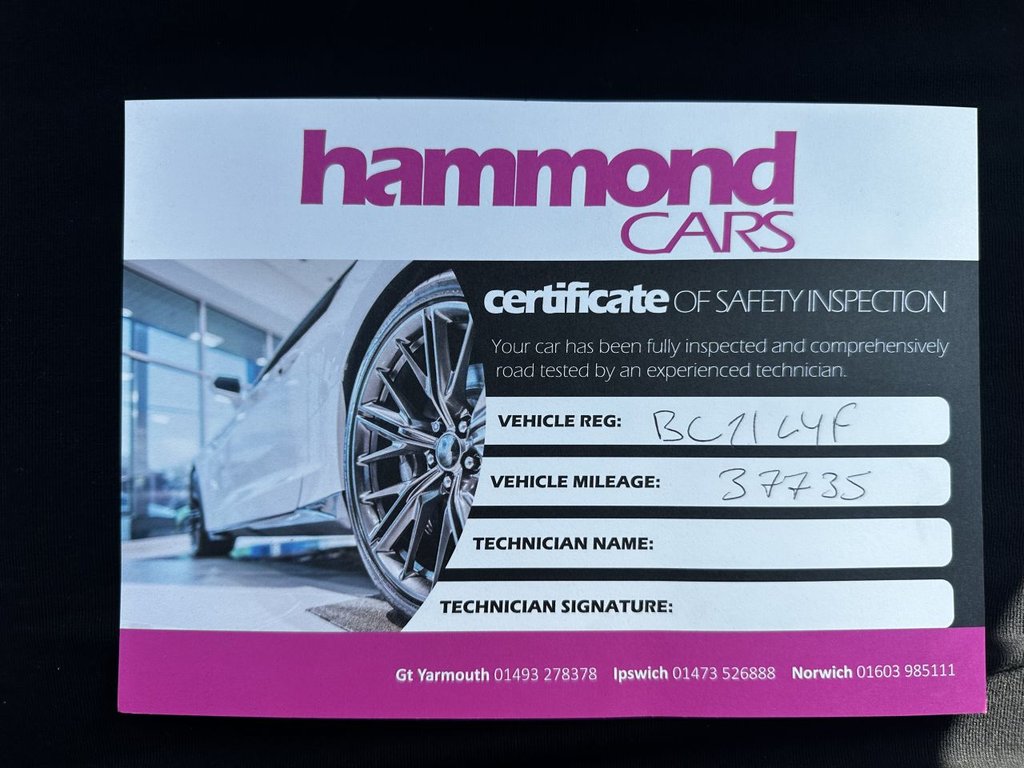 hammond
CARS
certificate OF SAFETY INSPECTION
Your car has been fully inspected and comprehensively
road tested by an experienced technician.
VEHICLE REG: BC21 LYF
VEHICLE MILEAGE: 37735
TECHNICIAN NAME:
TECHNICIAN SIGNATURE:
Gt Yarmouth 01493 278378 Ipswich 01473 526888 Norwich 01603 985111